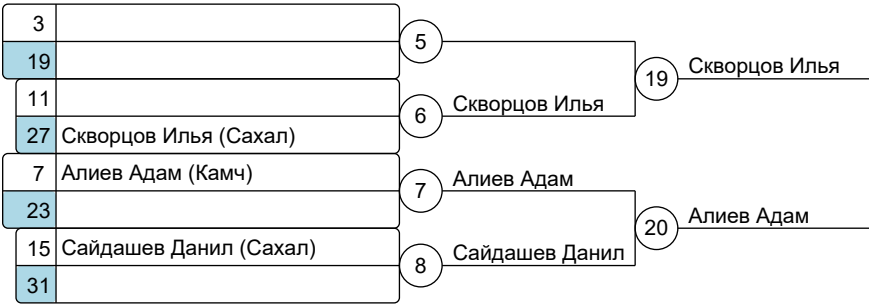 3
19
5
11
27 Скворцов Илья (Сахал)
6 Скворцов Илья
19 Скворцов Илья
7 Алиев Адам (Камч)
23
7 Алиев Адам
15 Сайдашев Данил (Сахал)
31
8 Сайдашев Данил
20 Алиев Адам